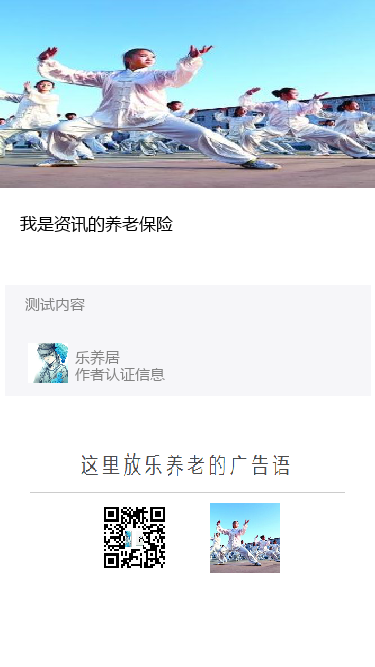 我是资讯的养老保险
测试内容
乐养居
作者认证信息
这里放乐养老的广告语